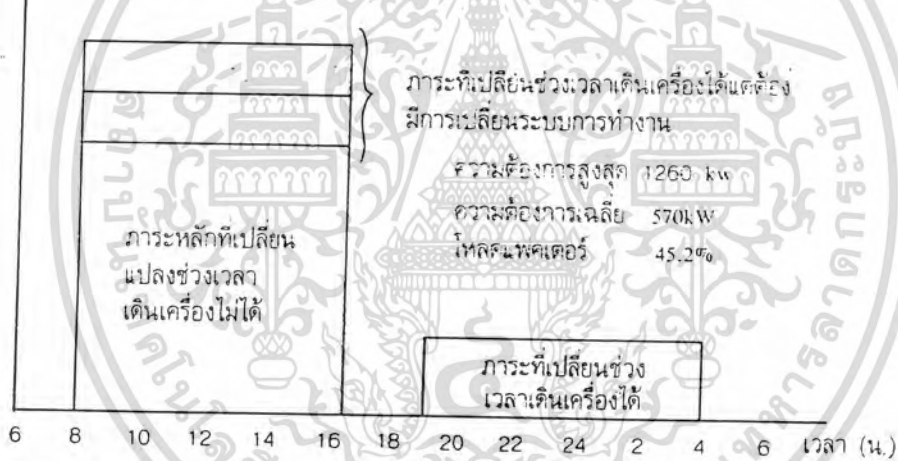 ภาระที่เปลี่ยนช่วงเวลาเดินเครื่องได้แต่ต้อง
มีการเปลี่ยนระบบการทำงาน
ความต้องการสูงสุด 1260 kw
ความต้องการเฉลี่ย 570kW
โหลดแฟคเตอร์ 45.2%
ภาระหลักที่เปลี่ยน
แปลงช่วงเวลา
เดินเครื่องไม่ได้
ภาระที่เปลี่ยนช่วง
เวลาเดินเครื่องได้
6 8 10 12 14 16 18 20 22 24 2 4 6 เวลา (น.)